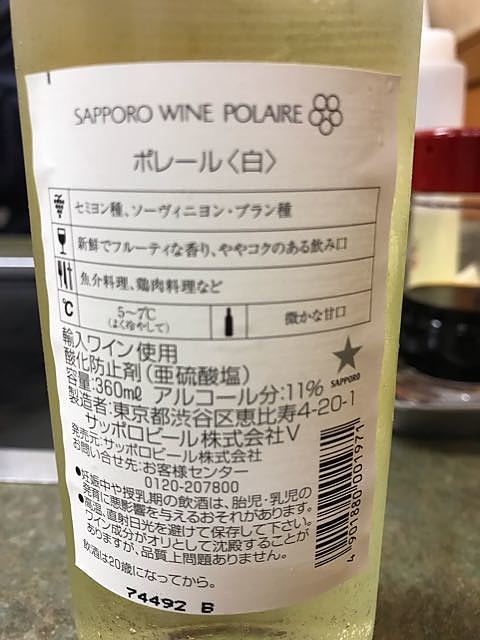 SAPPORO WINE POLAIRE
ポレール〈白〉
セミヨン種、ソーヴィニヨン・ブラン種
新鮮でフルーティな香り、ややコクのある飲み口
魚介料理、鶏肉料理など
℃ 5〜7℃ 微かな甘口
(よく冷やして)
輸入ワイン使用
酸化防止剤(亜硫酸塩)
容量:360mℓ アルコール分:11%
SAPPORO
製造者:東京都渋谷区恵比寿4-20-1
サッポロビール株式会社V
発売元:サッポロビール株式会社
お問い合せ先:お客様センター
0120-207800
●妊娠中や授乳期の飲酒は、胎児・乳児の
発育に悪影響を与えるおそれがあります。
●高温、直射日光を避けて保存して下さい。
ワイン成分がオリとして沈殿することが
ありますが、品質上問題ありません。
飲酒は20歳になってから。
4901880001971
74492 B